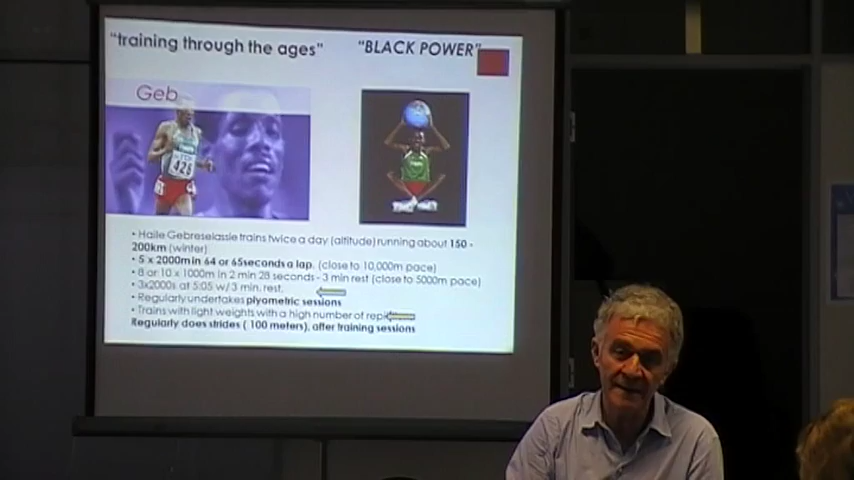 "training through the ages"
"BLACK POWER"
Geb
428
• Haile Gebreselassie trains twice a day (altitude) running about 150 -
200km (winter)
• 5 x 2000m in 64 or 65seconds a lap. (close to 10,000m pace)
• 8 or 10 x 1000m in 2 min 28 seconds - 3 min rest (close to 5000m pace)
• 3x2000s at 5:05 w/ 3 min. rest.
• Regularly undertakes plyometric sessions
• Trains with light weights with a high number of
Regularly does strides ( 100 meters), after training sessions